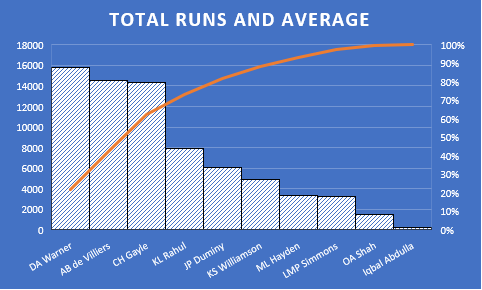 TOTAL RUNS AND AVERAGE
18000
16000
14000
12000
10000
8000
6000
4000
2000
0
100%
90%
80%
70%
60%
50%
40%
30%
20%
10%
0%
DA Warner
AB de Villiers
CH Gayle
KL Rahul
JP Duminy
KS Williamson
ML Hayden
LMP Simmons
OA Shah
Iqbal Abdulla